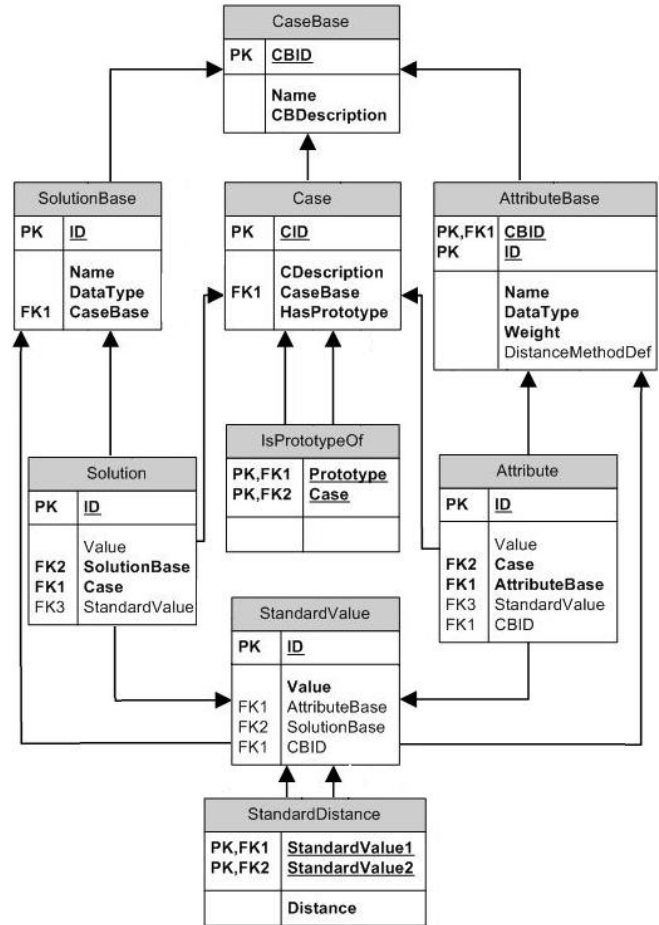 CaseBase
PK CBID
Name
CBDescription
SolutionBase
PK ID
Name
DataType
FK1 CaseBase
Case
PK CID
CDescription
FK1 CaseBase
HasPrototype
AttributeBase
PK,FK1 CBID
PK ID
Name
DataType
Weight
DistanceMethodDef
Solution
PK ID
Value
FK2 SolutionBase
FK1 Case
FK3 StandardValue
IsPrototypeOf
PK,FK1 Prototype
PK,FK2 Case
Attribute
PK ID
Value
FK2 Case
FK1 AttributeBase
FK3 StandardValue
FK1 CBID
StandardValue
PK ID
Value
FK1 AttributeBase
FK2 SolutionBase
FK1 CBID
StandardDistance
PK,FK1 StandardValue1
PK,FK2 StandardValue2
Distance